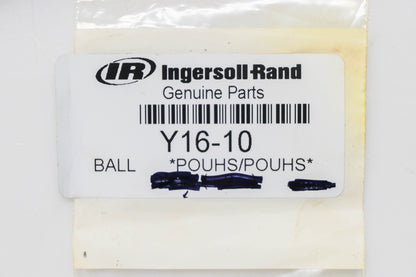 IR Ingersoll-Rand
Genuine Parts
Y16-10
BALL *POUHS/POUHS*